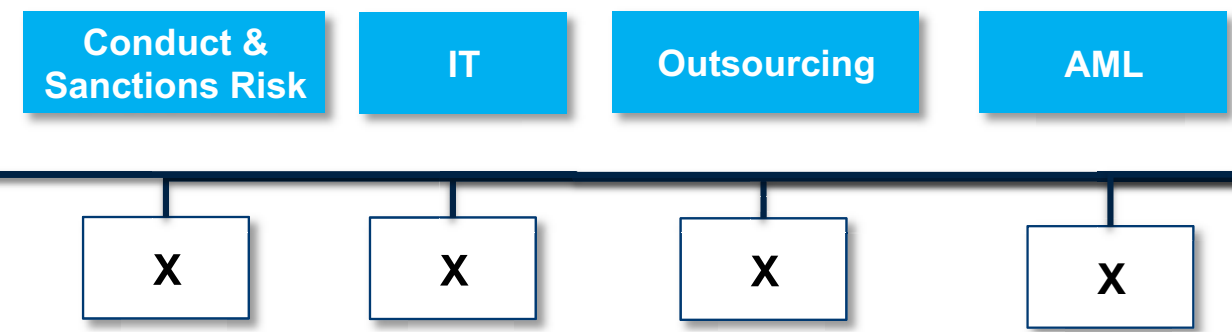 Conduct &
Sanctions Risk
IT
Outsourcing
AML
X
X
X
X